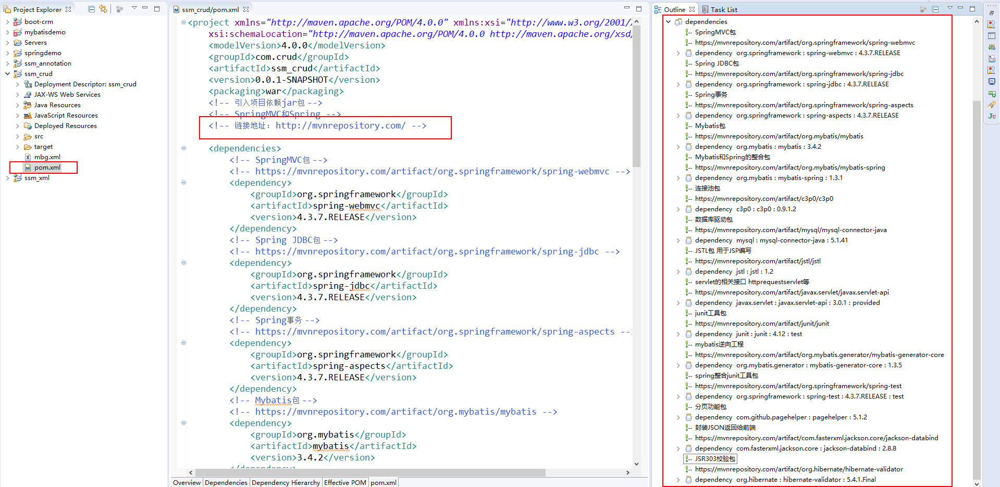 Project Explorer
boot-crm
mybatisdemo
Servers
springdemo
ssm_annotation
ssm_crud
Deployment Descriptor: ssm_crud
JAX-WS Web Services
Java Resources
JavaScript Resources
Deployed Resources
src
target
mbg.xml
pom.xml
ssm_xml
ssm_crud/pom.xml
<project xmlns="http://maven.apache.org/POM/4.0.0" xmlns:xsi="http://www.w3.org/2001/
xsi:schemaLocation="http://maven.apache.org/POM/4.0.0 http://maven.apache.org/xsd/
<modelVersion>4.0.0</modelVersion>
<groupId>com.crud</groupId>
<artifactId>ssm_crud</artifactId>
<version>0.0.1-SNAPSHOT</version>
<packaging>war</packaging>
<!-- 引入项目依赖jar包 -->
<!-- SpringMVC和Spring -->
<!-- 链接地址：http://mvnrepository.com/ -->
<dependencies>
<!-- SpringMVC包 -->
<!-- https://mvnrepository.com/artifact/org.springframework/spring-webmvc -->
<dependency>
<groupId>org.springframework</groupId>
<artifactId>spring-webmvc</artifactId>
<version>4.3.7.RELEASE</version>
</dependency>
<!-- Spring JDBC包 -->
<!-- https://mvnrepository.com/artifact/org.springframework/spring-jdbc -->
<dependency>
<groupId>org.springframework</groupId>
<artifactId>spring-jdbc</artifactId>
<version>4.3.7.RELEASE</version>
</dependency>
<!-- Spring事务 -->
<!-- https://mvnrepository.com/artifact/org.springframework/spring-aspects --
<dependency>
<groupId>org.springframework</groupId>
<artifactId>spring-aspects</artifactId>
<version>4.3.7.RELEASE</version>
</dependency>
<!-- Mybatis包 -->
<!-- https://mvnrepository.com/artifact/org.mybatis/mybatis -->
<dependency>
<groupId>org.mybatis</groupId>
<artifactId>mybatis</artifactId>
<version>3.4.2</version>
</dependency>
Overview Dependencies Dependency Hierarchy Effective POM pom.xml
Outline Task List
dependencies
SpringMVC包
https://mvnrepository.com/artifact/org.springframework/spring-webmvc
dependency org.springframework : spring-webmvc : 4.3.7.RELEASE
Spring JDBC包
https://mvnrepository.com/artifact/org.springframework/spring-jdbc
dependency org.springframework : spring-jdbc : 4.3.7.RELEASE
Spring事务
https://mvnrepository.com/artifact/org.springframework/spring-aspects
dependency org.springframework : spring-aspects : 4.3.7.RELEASE
Mybatis包
https://mvnrepository.com/artifact/org.mybatis/mybatis
dependency org.mybatis : mybatis : 3.4.2
Mybatis和Spring的整合包
https://mvnrepository.com/artifact/org.mybatis/mybatis-spring
dependency org.mybatis : mybatis-spring : 1.3.1
连接池包
https://mvnrepository.com/artifact/c3p0/c3p0
dependency c3p0 : c3p0 : 0.9.1.2
数据库驱动包
https://mvnrepository.com/artifact/mysql/mysql-connector-java
dependency mysql : mysql-connector-java : 5.1.41
JSTL包 用于JSP编写
https://mvnrepository.com/artifact/jstl/jstl
dependency jstl : jstl : 1.2
servlet的相关接口 httprequestservlet等
https://mvnrepository.com/artifact/javax.servlet/javax.servlet-api
dependency javax.servlet : javax.servlet-api : 3.0.1 : provided
junit工具包
https://mvnrepository.com/artifact/junit/junit
dependency junit : junit : 4.12 : test
mybatis逆向工程
https://mvnrepository.com/artifact/org.mybatis.generator/mybatis-generator-core
dependency org.mybatis.generator : mybatis-generator-core : 1.3.5
spring整合junit工具包
https://mvnrepository.com/artifact/org.springframework/spring-test
dependency org.springframework : spring-test : 4.3.7.RELEASE : test
分页功能包
dependency com.github.pagehelper : pagehelper : 5.1.2
封装JSON返回给前端
https://mvnrepository.com/artifact/com.fasterxml.jackson.core/jackson-databind
dependency com.fasterxml.jackson.core : jackson-databind : 2.8.8
JSR303校验包
https://mvnrepository.com/artifact/org.hibernate/hibernate-validator
dependency org.hibernate : hibernate-validator : 5.4.1.Final